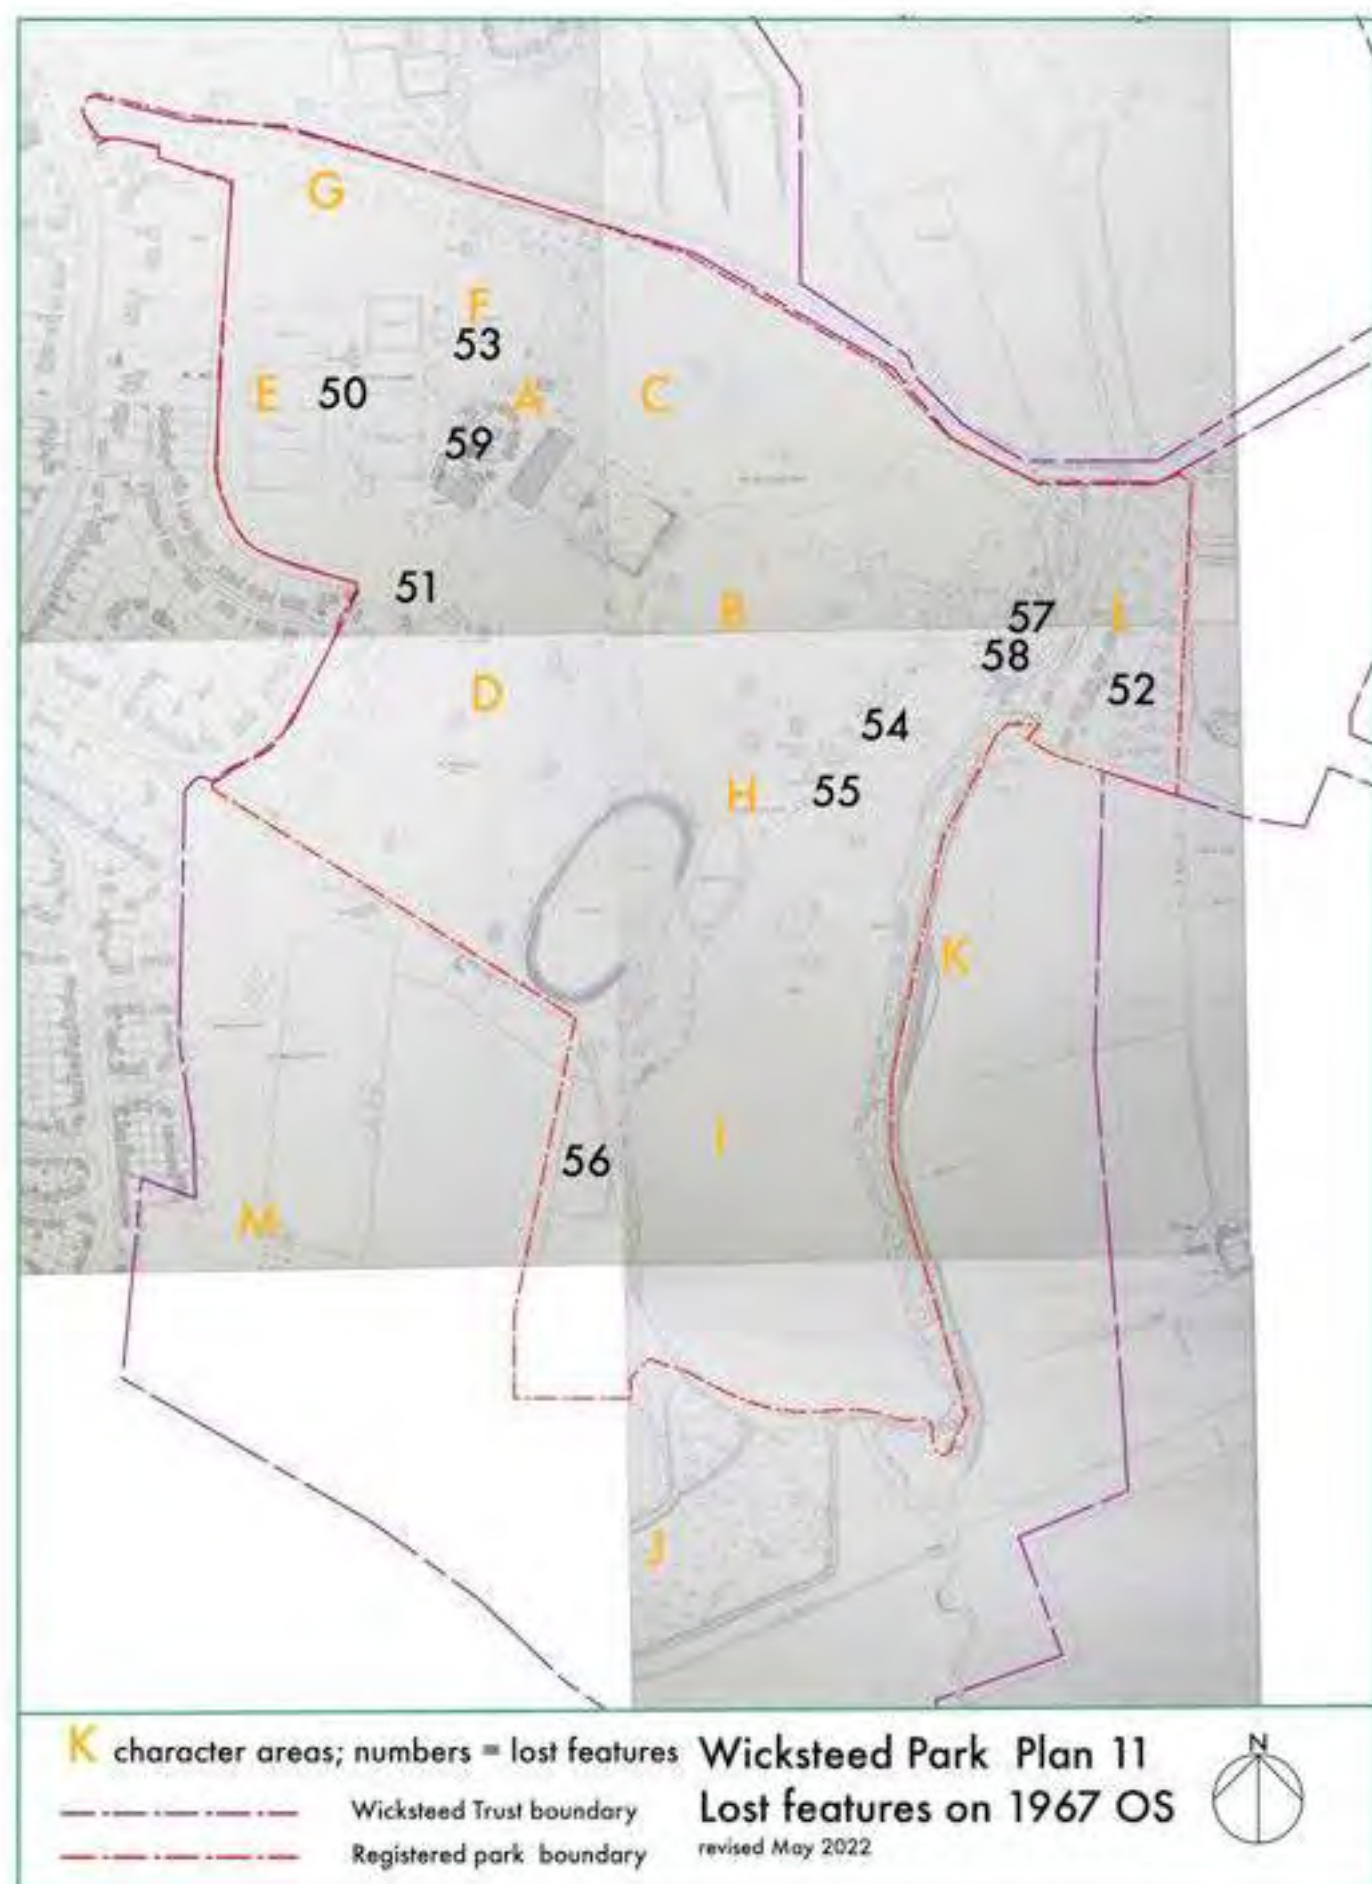 G
F
53
E 50 A C
59
51
B
57 L
58
52
D
54
H 55
K
I
56
M
J
K character areas; numbers = lost features
Wicksteed Trust boundary
Registered park boundary
Wicksteed Park Plan 11
Lost features on 1967 OS
revised May 2022
N